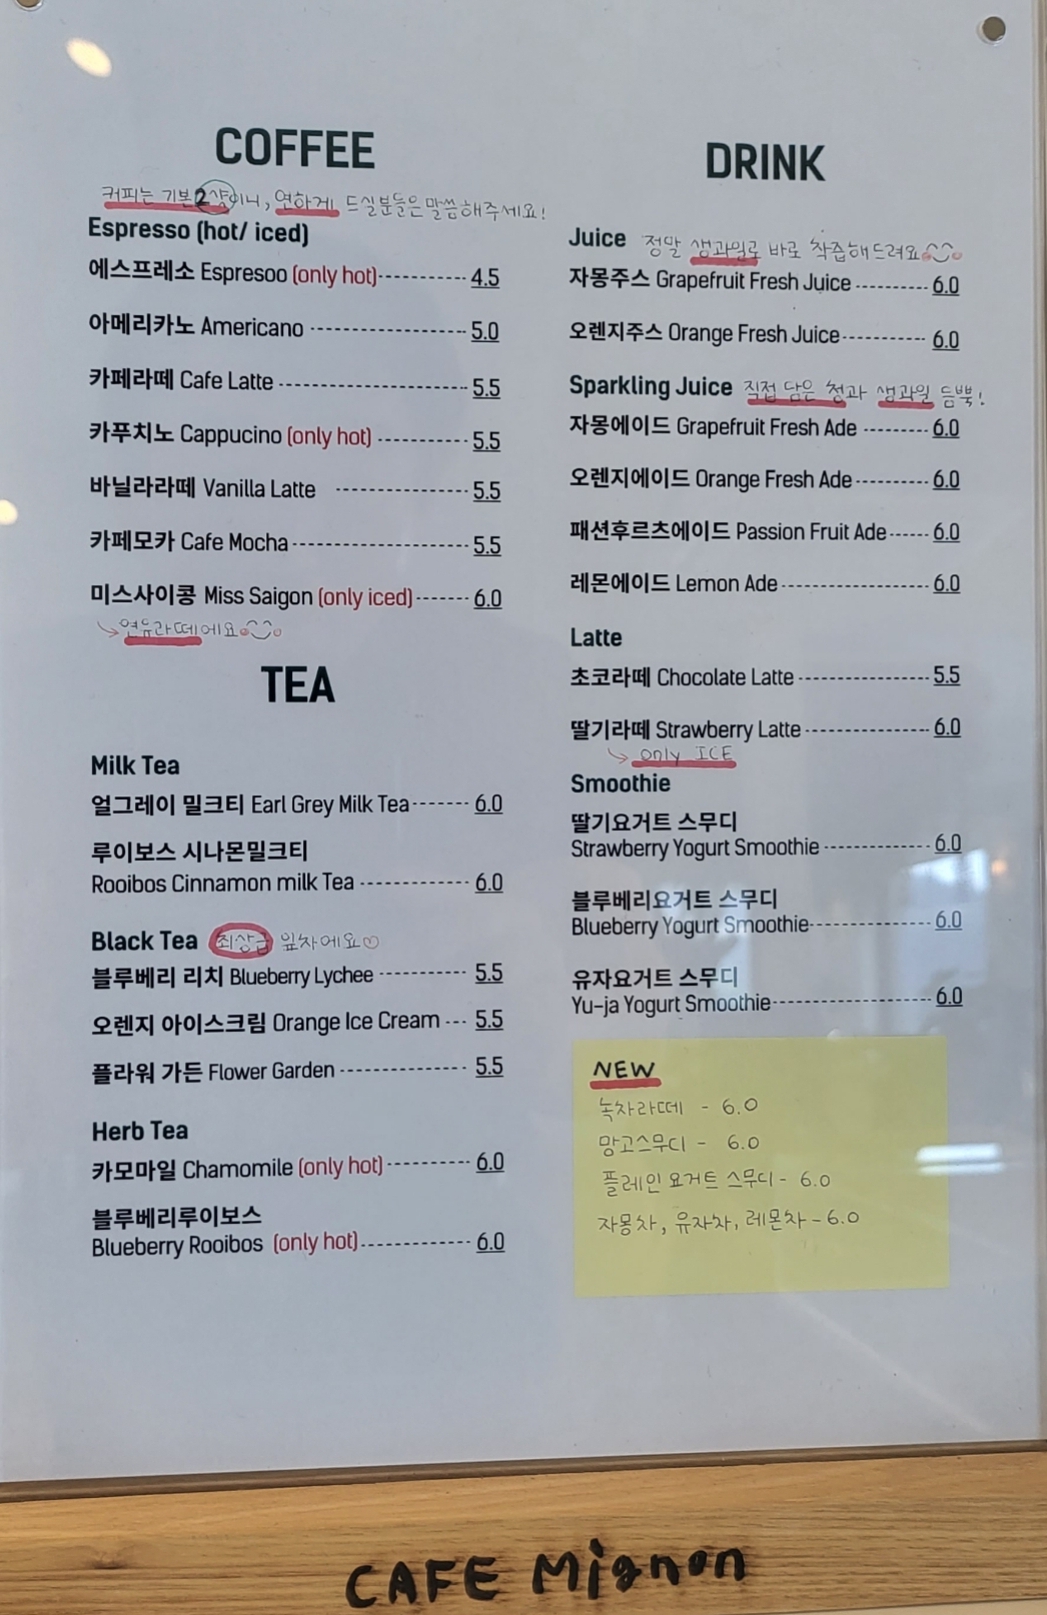 COFFEE
커피는 기본 2샷이니, 연하게 드실분들은 말씀해주세요!
Espresso (hot/ iced)
에스프레소 Espresoo (only hot)----------- 4.5
아메리카노 Americano -------------------- 5.0
카페라떼 Cafe Latte ------------------------ 5.5
카푸치노 Cappucino (only hot) ----------- 5.5
바닐라라떼 Vanilla Latte ----------------- 5.5
카페모카 Cafe Mocha---------------------- 5.5
미스사이콩 Miss Saigon (only iced)------- 6.0
연유라떼에요
TEA
Milk Tea
얼그레이 밀크티 Earl Grey Milk Tea------- 6.0
루이보스 시나몬밀크티
Rooibos Cinnamon milk Tea -------------- 6.0
Black Tea 최상급 잎차에요♡
블루베리 리치 Blueberry Lychee ----------- 5.5
오렌지 아이스크림 Orange Ice Cream --- 5.5
플라워 가든 Flower Garden ---------------- 5.5
Herb Tea
카모마일 Chamomile (only hot) ----------- 6.0
블루베리루이보스
Blueberry Rooibos (only hot)-------------- 6.0
DRINK
Juice 정말 생과일로 바로 착즙해드려요
자몽주스 Grapefruit Fresh Juice ---------- 6.0
오렌지주스 Orange Fresh Juice------------ 6.0
Sparkling Juice 직접 담은 청과 생과일 듬뿍!
자몽에이드 Grapefruit Fresh Ade --------- 6.0
오렌지에이드 Orange Fresh Ade----------- 6.0
패션후르츠에이드 Passion Fruit Ade------ 6.0
레몬에이드 Lemon Ade--------------------- 6.0
Latte
초코라떼 Chocolate Latte ------------------ 5.5
딸기라떼 Strawberry Latte ----------------- 6.0
only ICE
Smoothie
딸기요거트 스무디
Strawberry Yogurt Smoothie --------------- 6.0
블루베리요거트 스무디
Blueberry Yogurt Smoothie----------------- 6.0
유자요거트 스무디
Yu-ja Yogurt Smoothie---------------------- 6.0
NEW
녹차라떼 - 6.0
망고스무디 - 6.0
플레인 요거트 스무디 - 6.0
자몽차, 유자차, 레몬차 - 6.0
CAFE Mignon